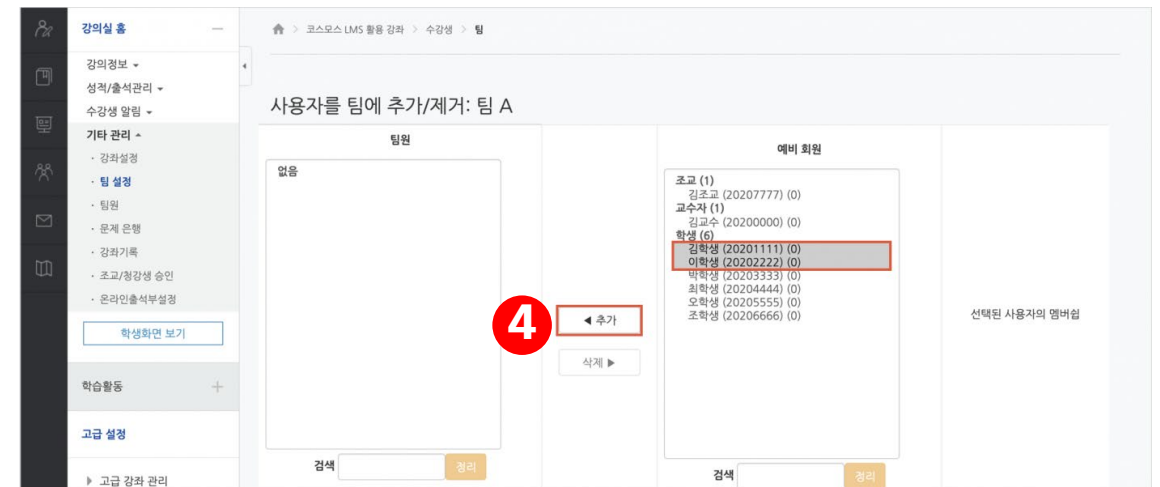 강의실 홈
코스모스 LMS 활용 강좌 > 수강생 > 팀
강의정보
성적/출석관리
수강생 알림
기타 관리
· 강좌설정
· 팀 설정
· 팀원
· 문제 은행
· 강좌기록
· 조교/청강생 승인
· 온라인출석부설정
학생화면 보기
학습활동
고급 설정
고급 강좌 관리
사용자를 팀에 추가/제거: 팀 A
팀원
없음
검색
정리
4
◀ 추가
삭제 ▶
예비 회원
조교 (1)
김조교 (20207777) (0)
교수자 (1)
김교수 (20200000) (0)
학생 (6)
김학생 (20201111) (0)
이학생 (20202222) (0)
박학생 (20203333) (0)
최학생 (20204444) (0)
오학생 (20205555) (0)
조학생 (20206666) (0)
검색
정리
선택된 사용자의 멤버쉽